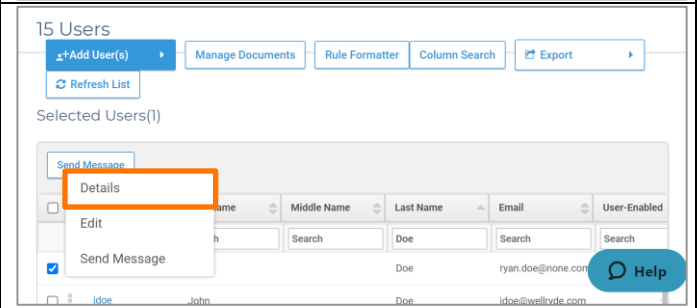 15 Users
+Add User(s) Manage Documents Rule Formatter Column Search Export
Refresh List
Selected Users(1)
Send Message
Details
ame Middle Name Last Name Email User-Enabled
Edit
h Search Doe Search Search
Send Message
Doe ryan.doe@none.com
Help
jdoe John Doe jdoe@wellryde.com